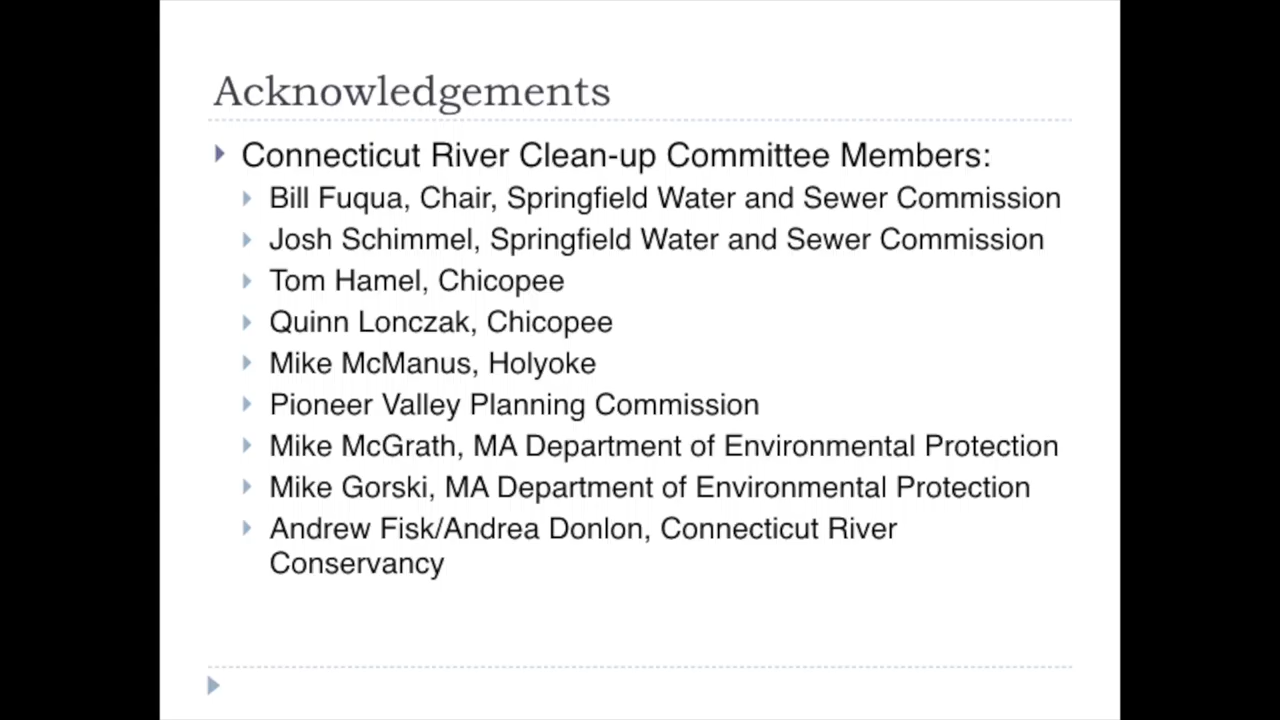 Acknowledgements
Connecticut River Clean-up Committee Members:
Bill Fuqua, Chair, Springfield Water and Sewer Commission
Josh Schimmel, Springfield Water and Sewer Commission
Tom Hamel, Chicopee
Quinn Lonczak, Chicopee
Mike McManus, Holyoke
Pioneer Valley Planning Commission
Mike McGrath, MA Department of Environmental Protection
Mike Gorski, MA Department of Environmental Protection
Andrew Fisk/Andrea Donlon, Connecticut River
Conservancy